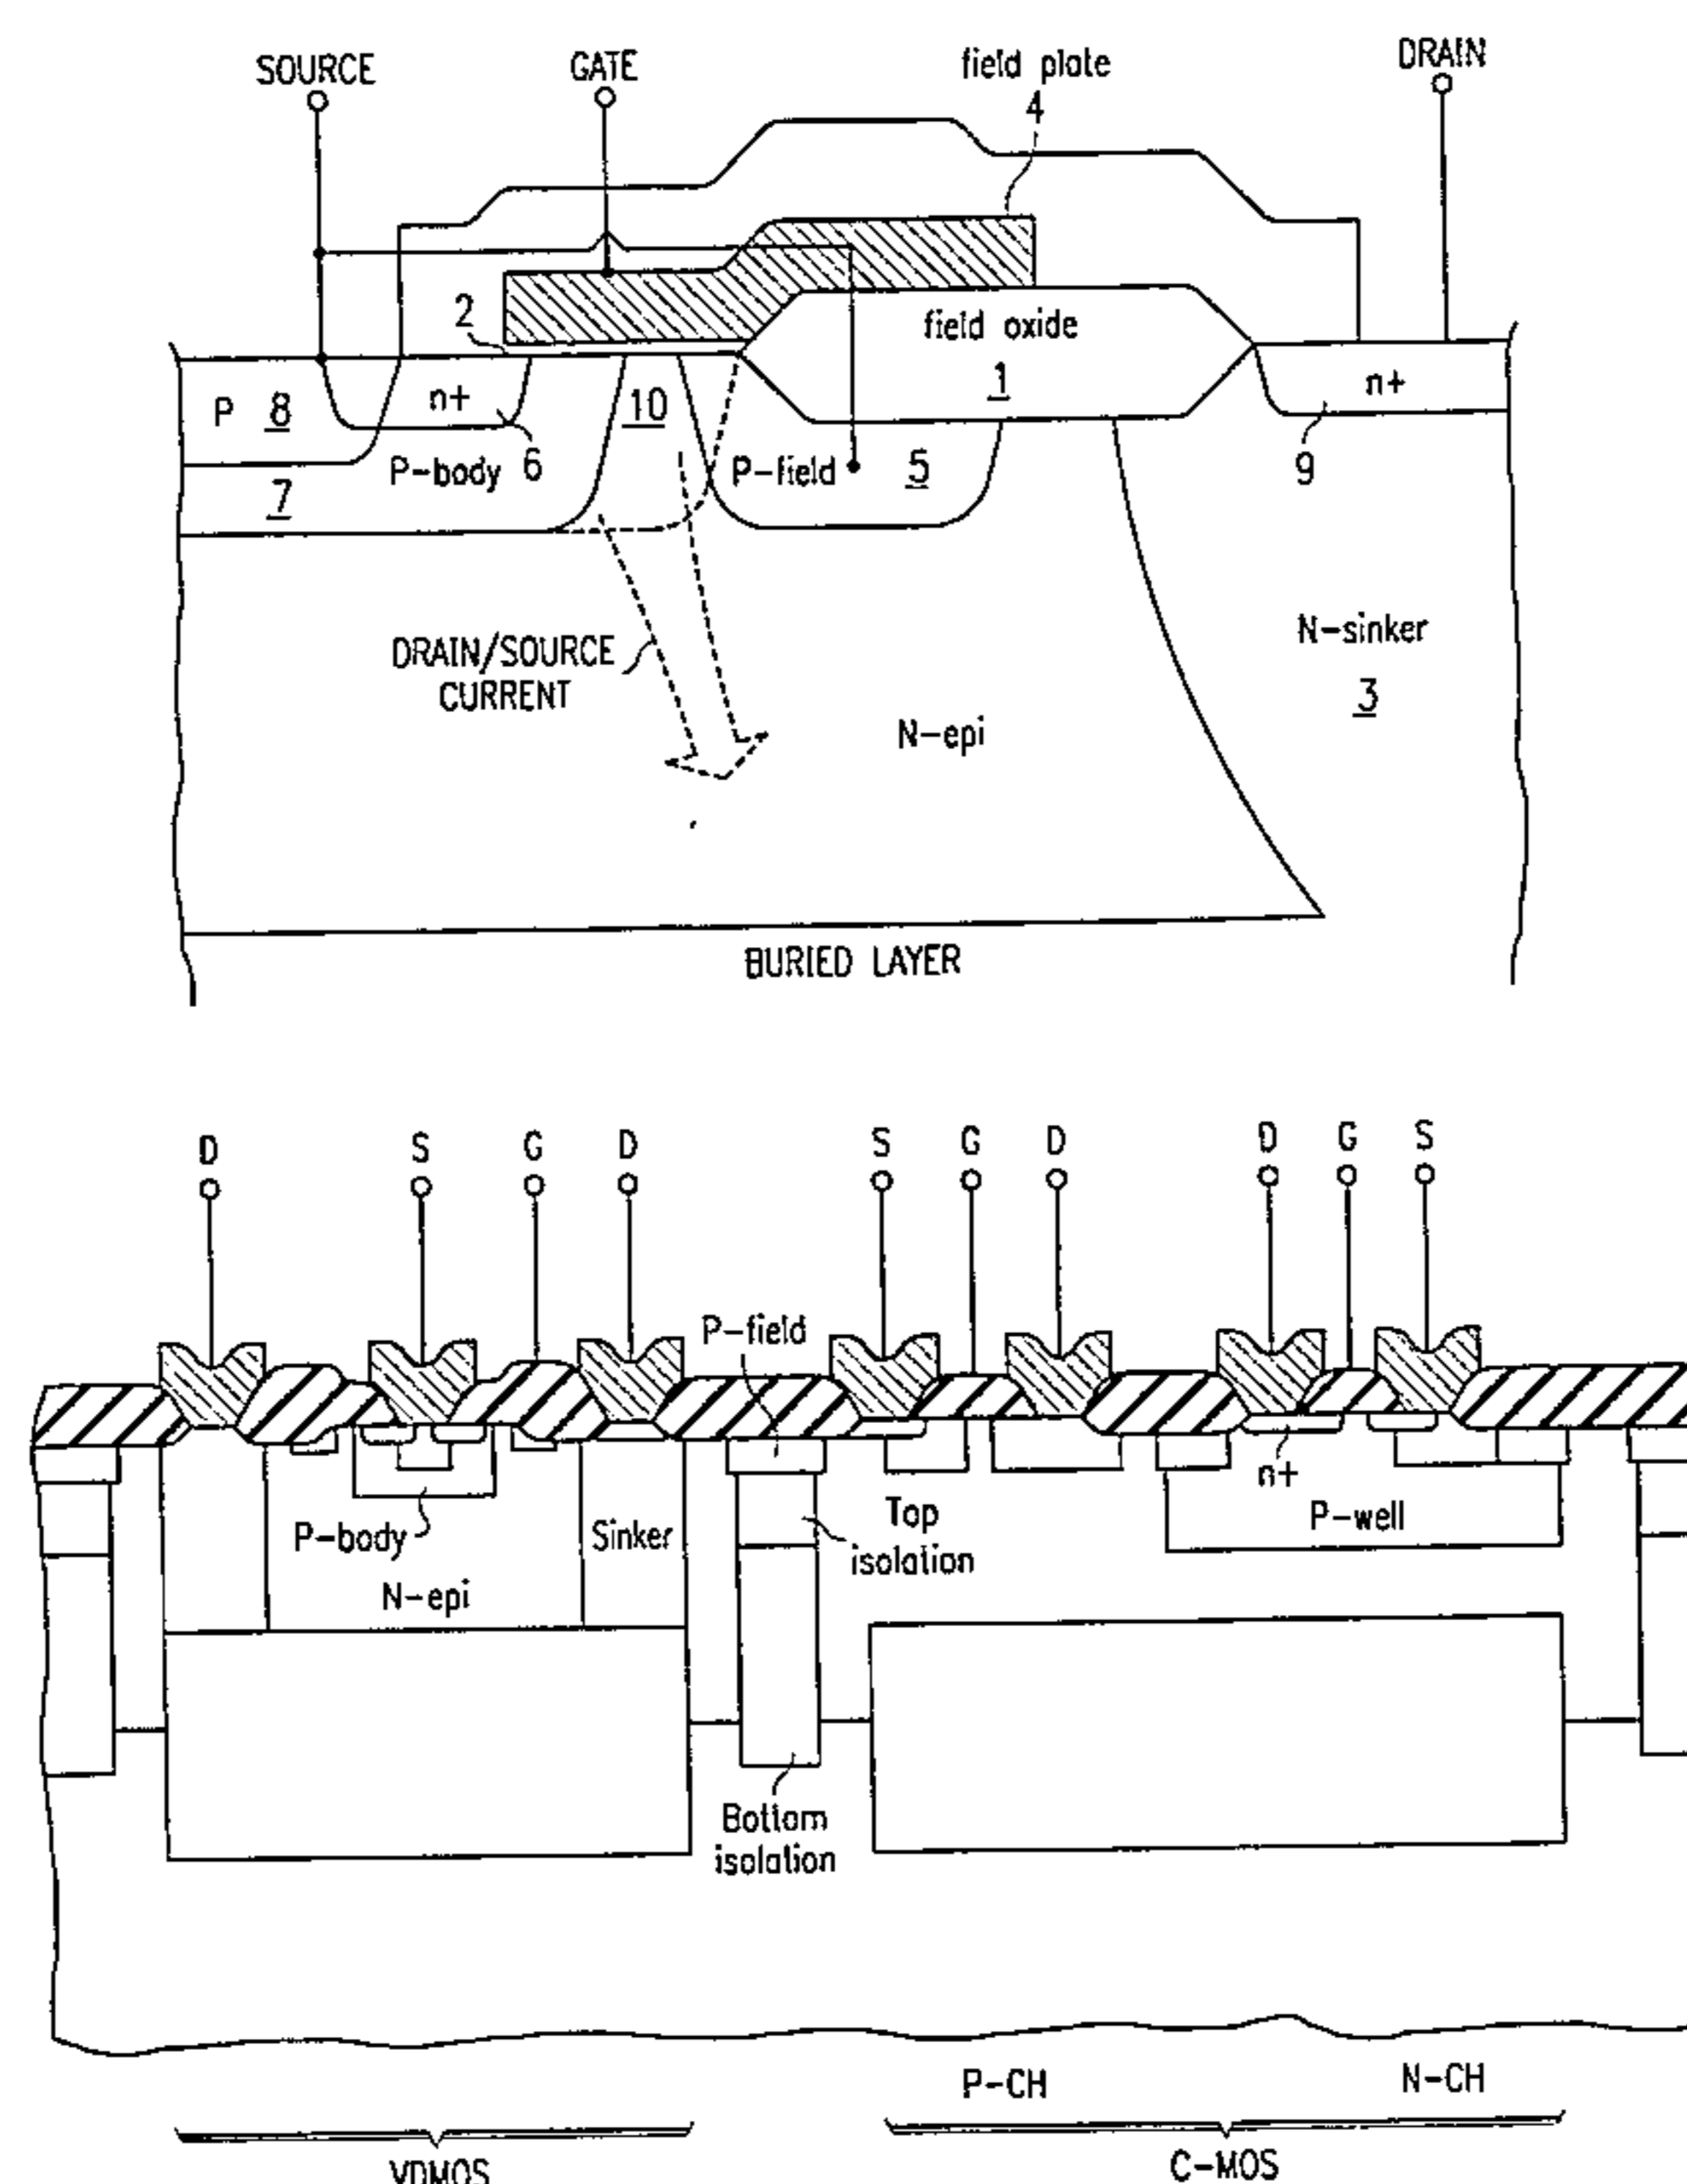 SOURCE
GATE
field plate
4
DRAIN
2
field oxide
1
P 8
n+
10
n+
6
P-body
P-field
5
9
7
DRAIN/SOURCE
CURRENT
N-sinker
3
N-epi
BURIED LAYER
D
S
G
D
S
G
D
D
G
S
P-field
P-body
Sinker
Top
isolation
n+
P-well
N-epi
Bottom
isolation
P-CH
N-CH
VDMOS
C-MOS